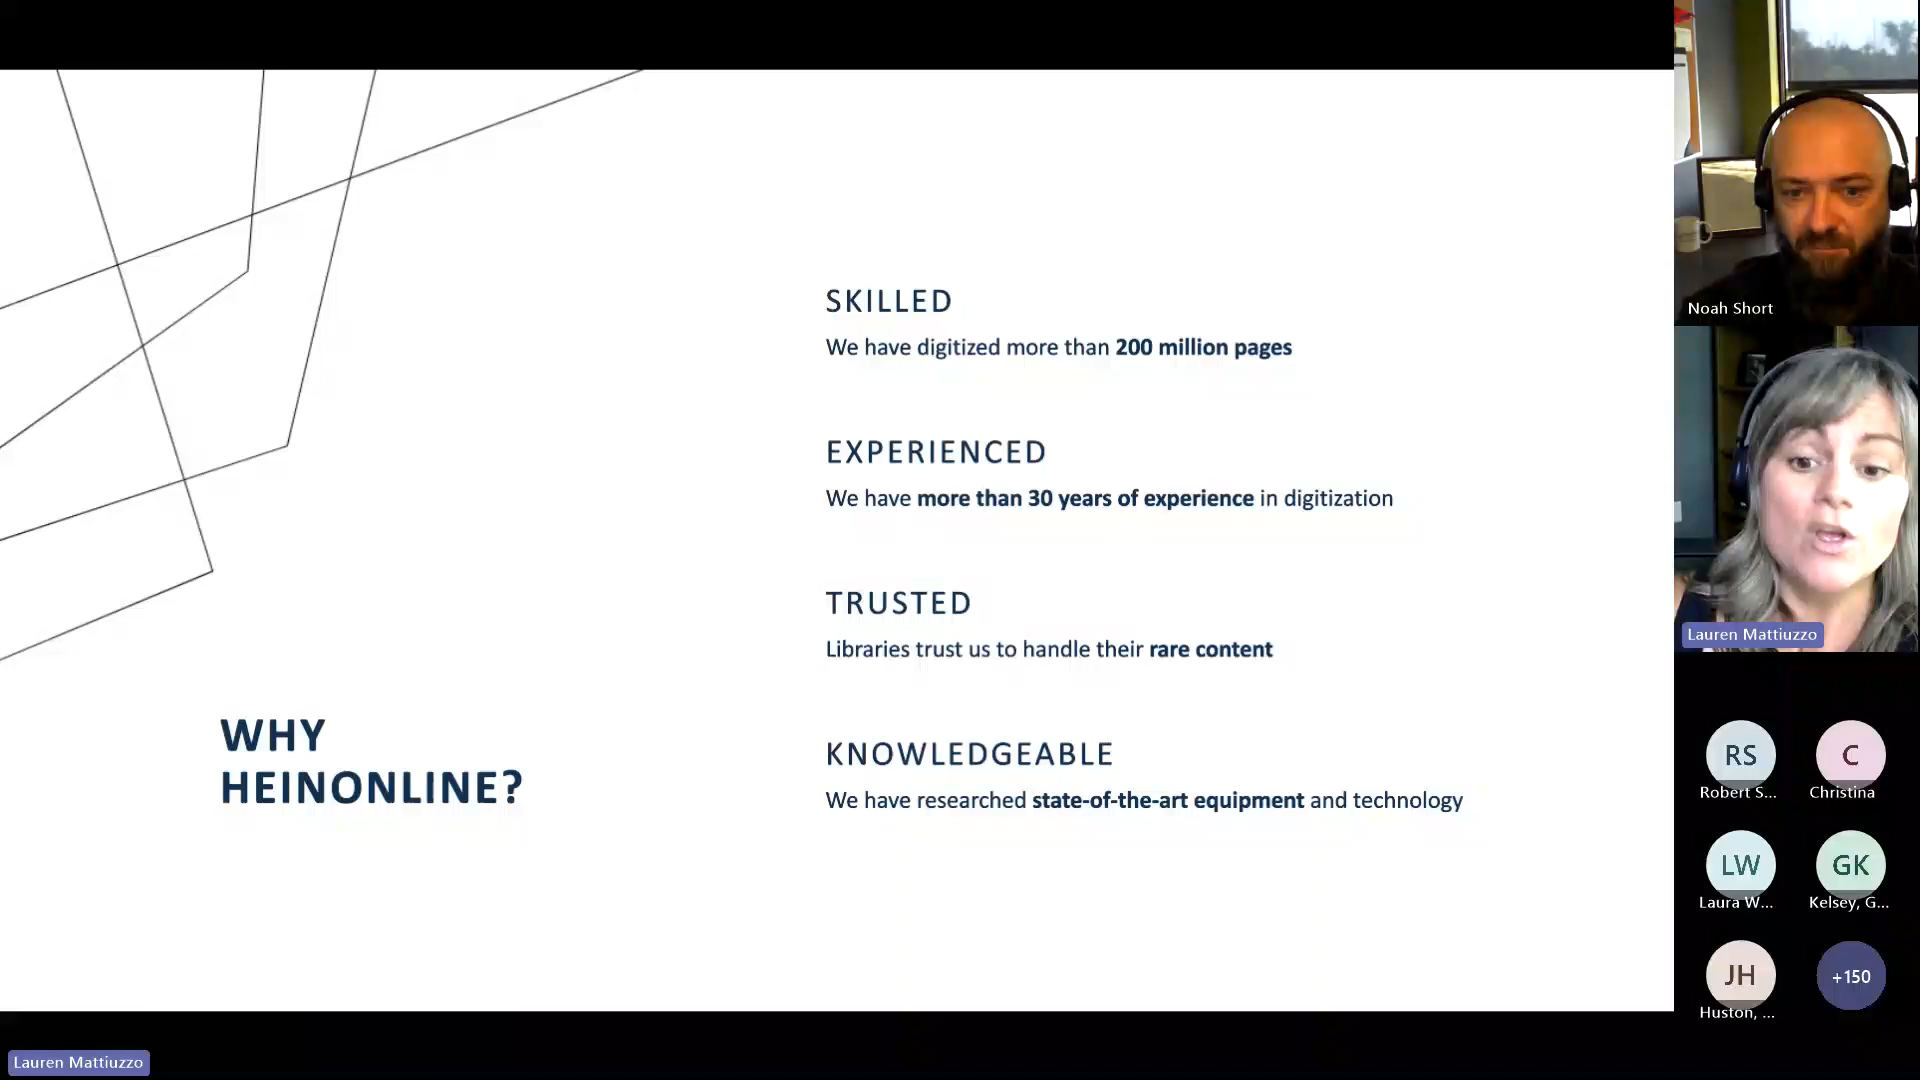 SKILLED
We have digitized more than 200 million pages
EXPERIENCED
We have more than 30 years of experience in digitization
TRUSTED
Libraries trust us to handle their rare content
KNOWLEDGEABLE
We have researched state-of-the-art equipment and technology
WHY
HEINONLINE?
Noah Short
Lauren Mattiuzzo
RS
Robert S...
C
Christina
LW
Laura W...
GK
Kelsey, G...
JH
Huston, ...
+150
Lauren Mattiuzzo